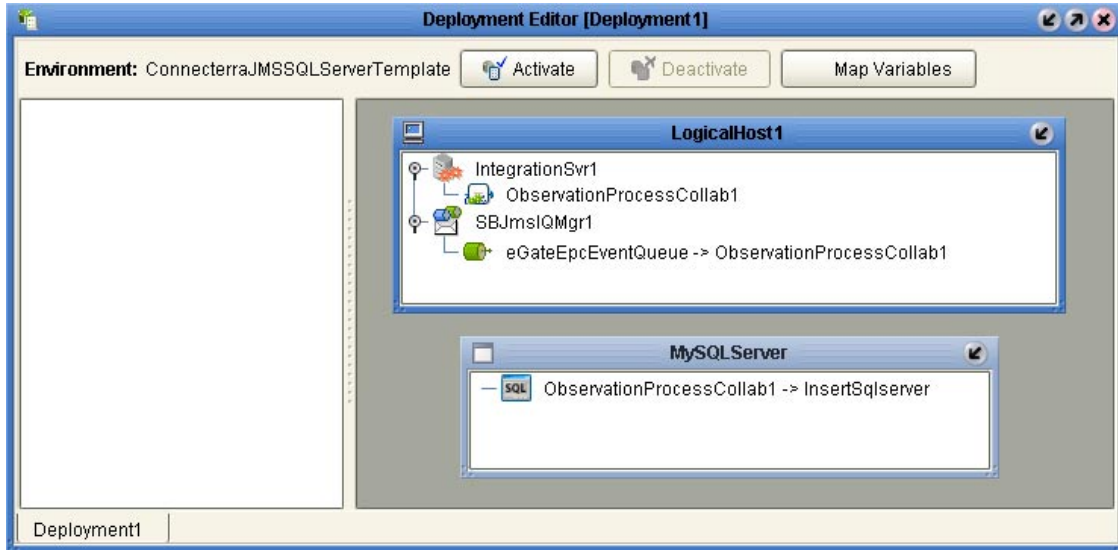 Deployment Editor [Deployment1]
Environment: ConnecterraJMSSQLServerTemplate Activate Deactivate Map Variables
LogicalHost1
IntegrationSvr1
ObservationProcessCollab1
SBJmsIQMgr1
eGateEpcEventQueue -> ObservationProcessCollab1
MySQLServer
SQL ObservationProcessCollab1 -> InsertSqlserver
Deployment1